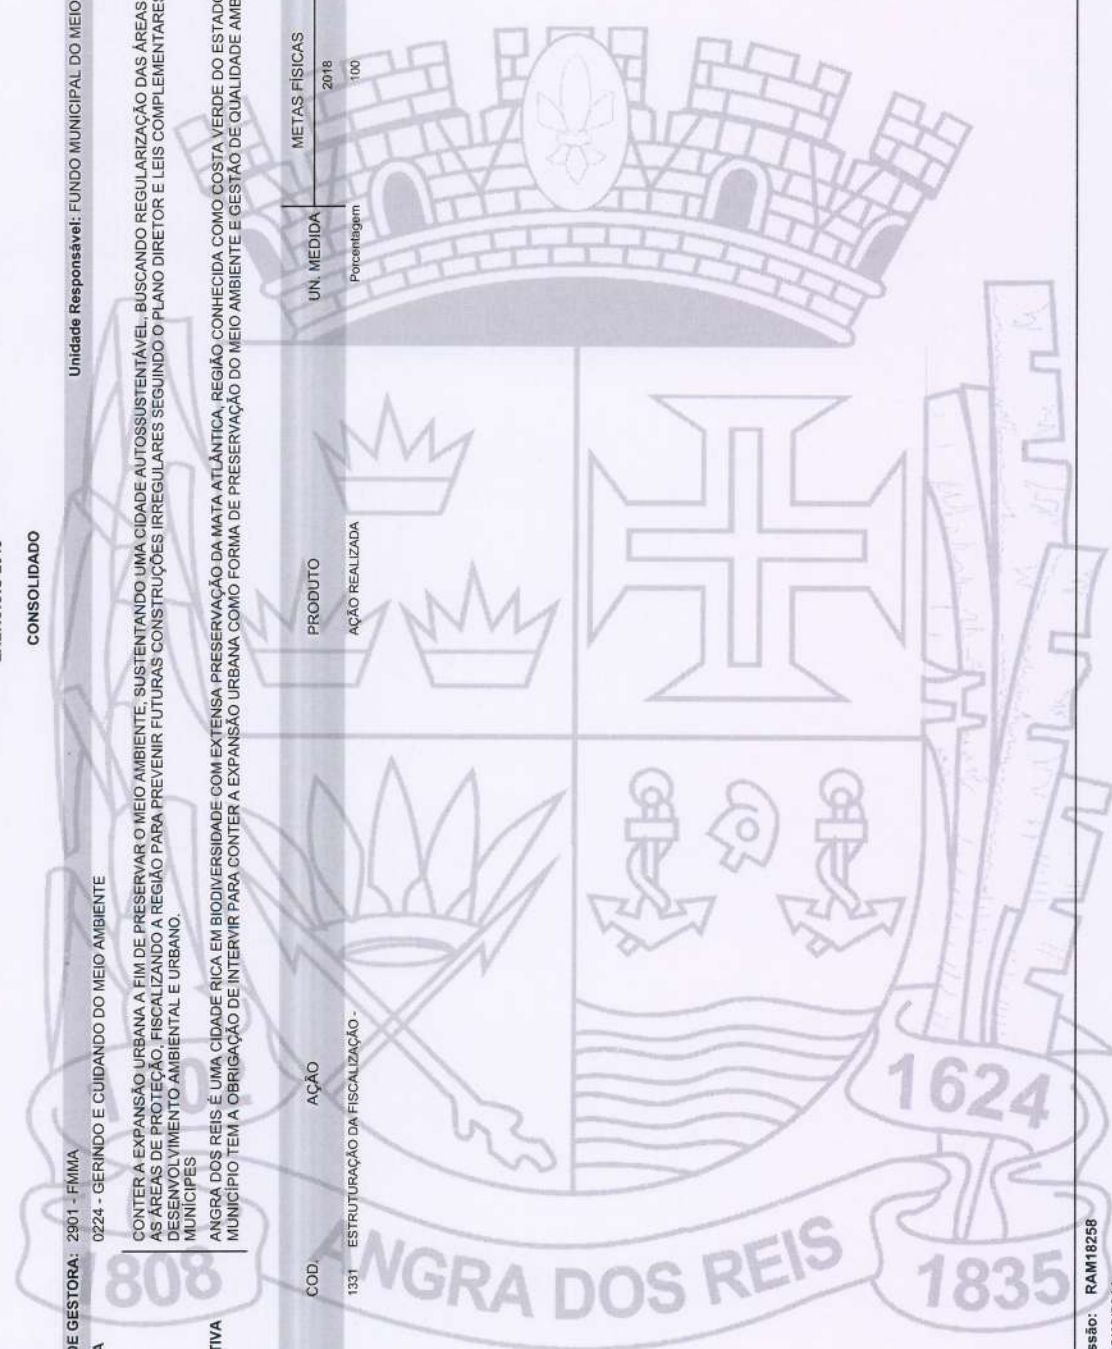 CONSOLIDADO
DE GESTORA: 2901 - FMMA Unidade Responsável: FUNDO MUNICIPAL DO MEIO
0224 - GERINDO E CUIDANDO DO MEIO AMBIENTE
CONTER A EXPANSÃO URBANA A FIM DE PRESERVAR O MEIO AMBIENTE, SUSTENTANDO UMA CIDADE AUTOSSUSTENTÁVEL, BUSCANDO REGULARIZAÇÃO DAS ÁREAS
AS ÁREAS DE PROTEÇÃO, FISCALIZANDO A REGIÃO PARA PREVENIR FUTURAS CONSTRUÇÕES IRREGULARES SEGUINDO O PLANO DIRETOR E LEIS COMPLEMENTARES
DESENVOLVIMENTO AMBIENTAL E URBANO.
MUNÍCIPES
TIVA ANGRA DOS REIS É UMA CIDADE RICA EM BIODIVERSIDADE COM EXTENSA PRESERVAÇÃO DA MATA ATLÂNTICA, REGIÃO CONHECIDA COMO COSTA VERDE DO ESTADO
MUNICÍPIO TEM A OBRIGAÇÃO DE INTERVIR PARA CONTER A EXPANSÃO URBANA COMO FORMA DE PRESERVAÇÃO DO MEIO AMBIENTE E GESTÃO DE QUALIDADE AMB
METAS FÍSICAS
COD. AÇÃO PRODUTO UN. MEDIDA 2018
1331 ESTRUTURAÇÃO DA FISCALIZAÇÃO - AÇÃO REALIZADA Porcentagem 100
1808
ANGRA DOS REIS
1624
1835
ssão: RAM18258